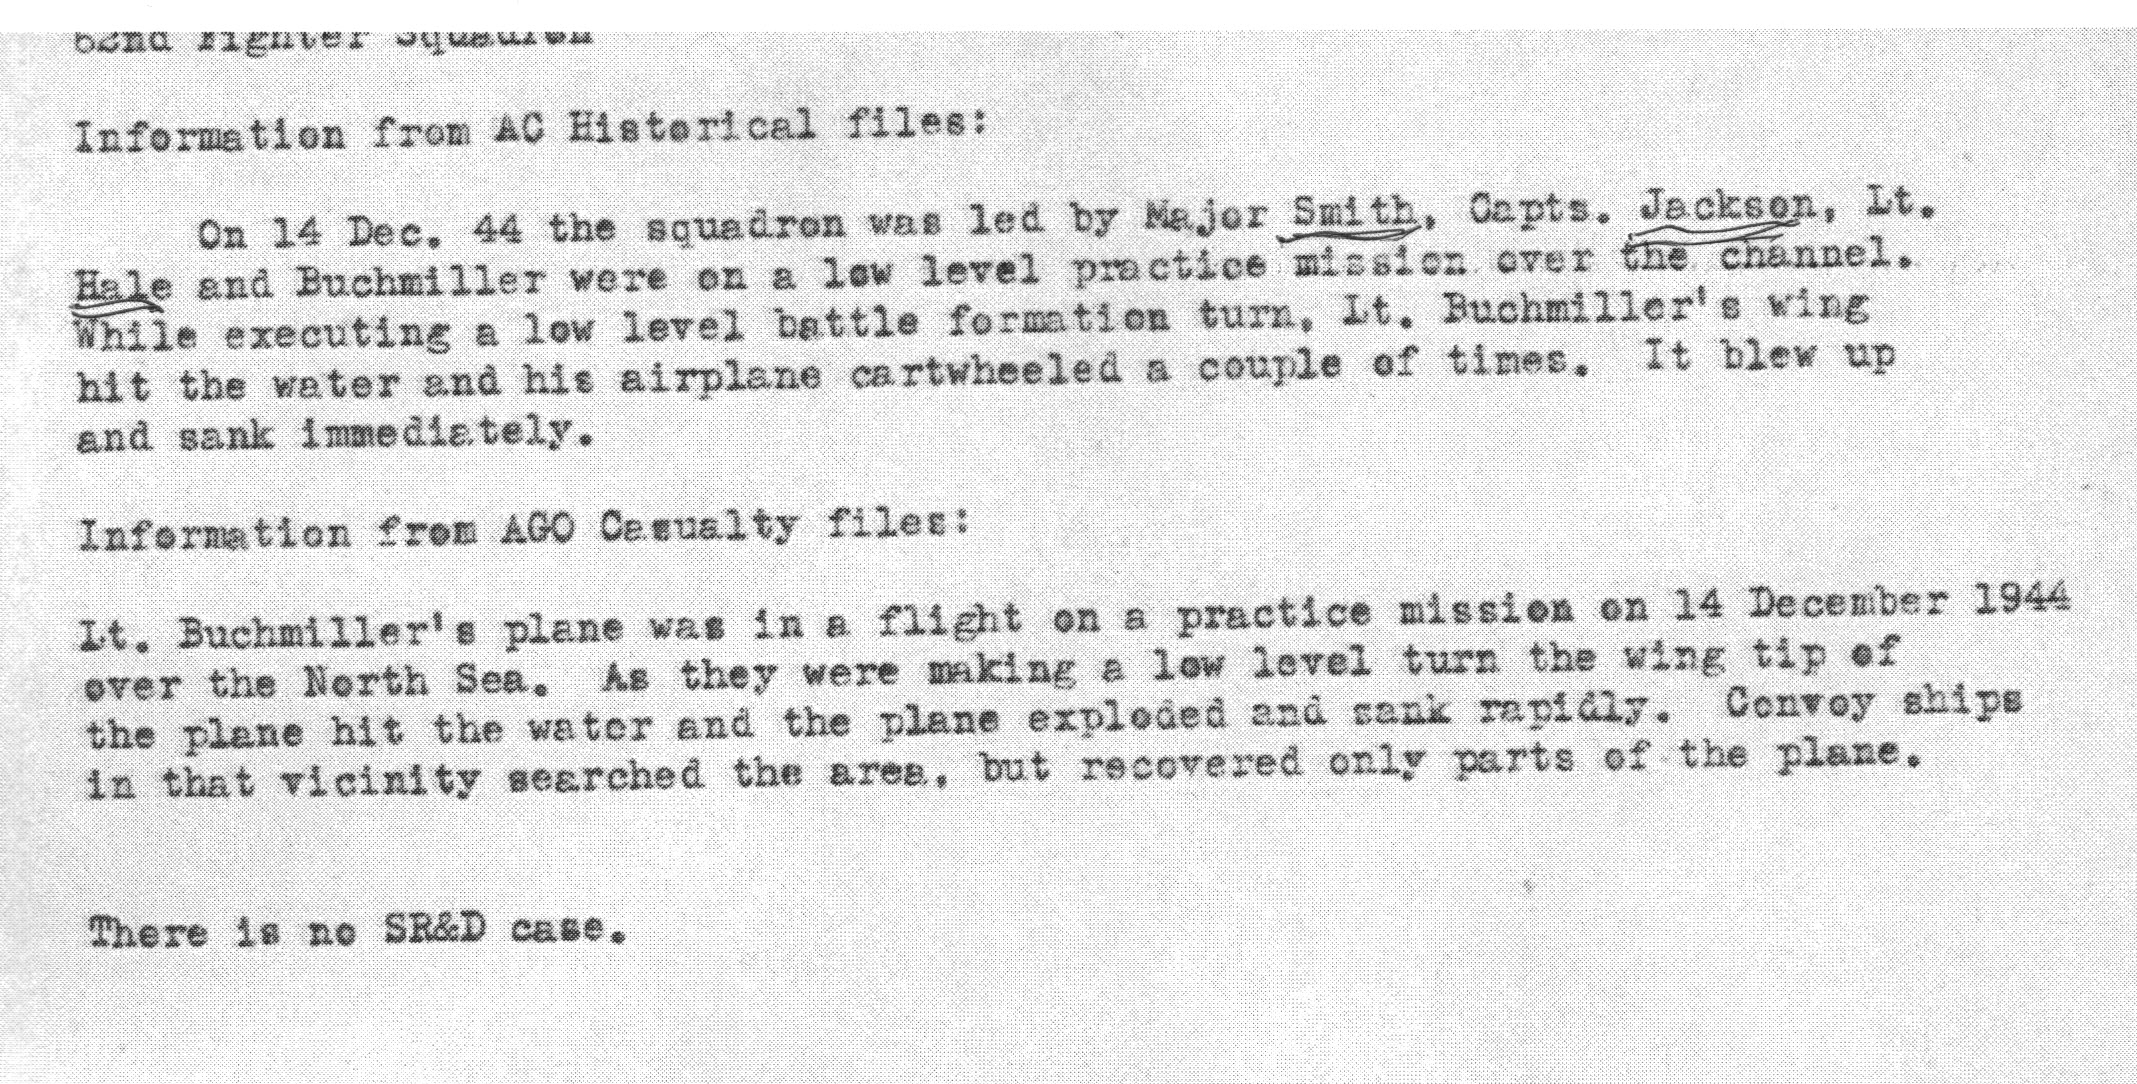 62nd Fighter Squadron
Information from AC Historical files:
On 14 Dec. 44 the squadron was led by Major Smith, Capts. Jackson, Lt.
Hale and Buchmiller were on a low level practice mission over the channel.
While executing a low level battle formation turn, Lt. Buchmiller's wing
hit the water and his airplane cartwheeled a couple of times. It blew up
and sank immediately.
Information from AGO Casualty files:
Lt. Buchmiller's plane was in a flight on a practice mission on 14 December 1944
over the North Sea. As they were making a low level turn the wing tip of
the plane hit the water and the plane exploded and sank rapidly. Convoy ships
in that vicinity searched the area, but recovered only parts of the plane.
There is no SR&D case.